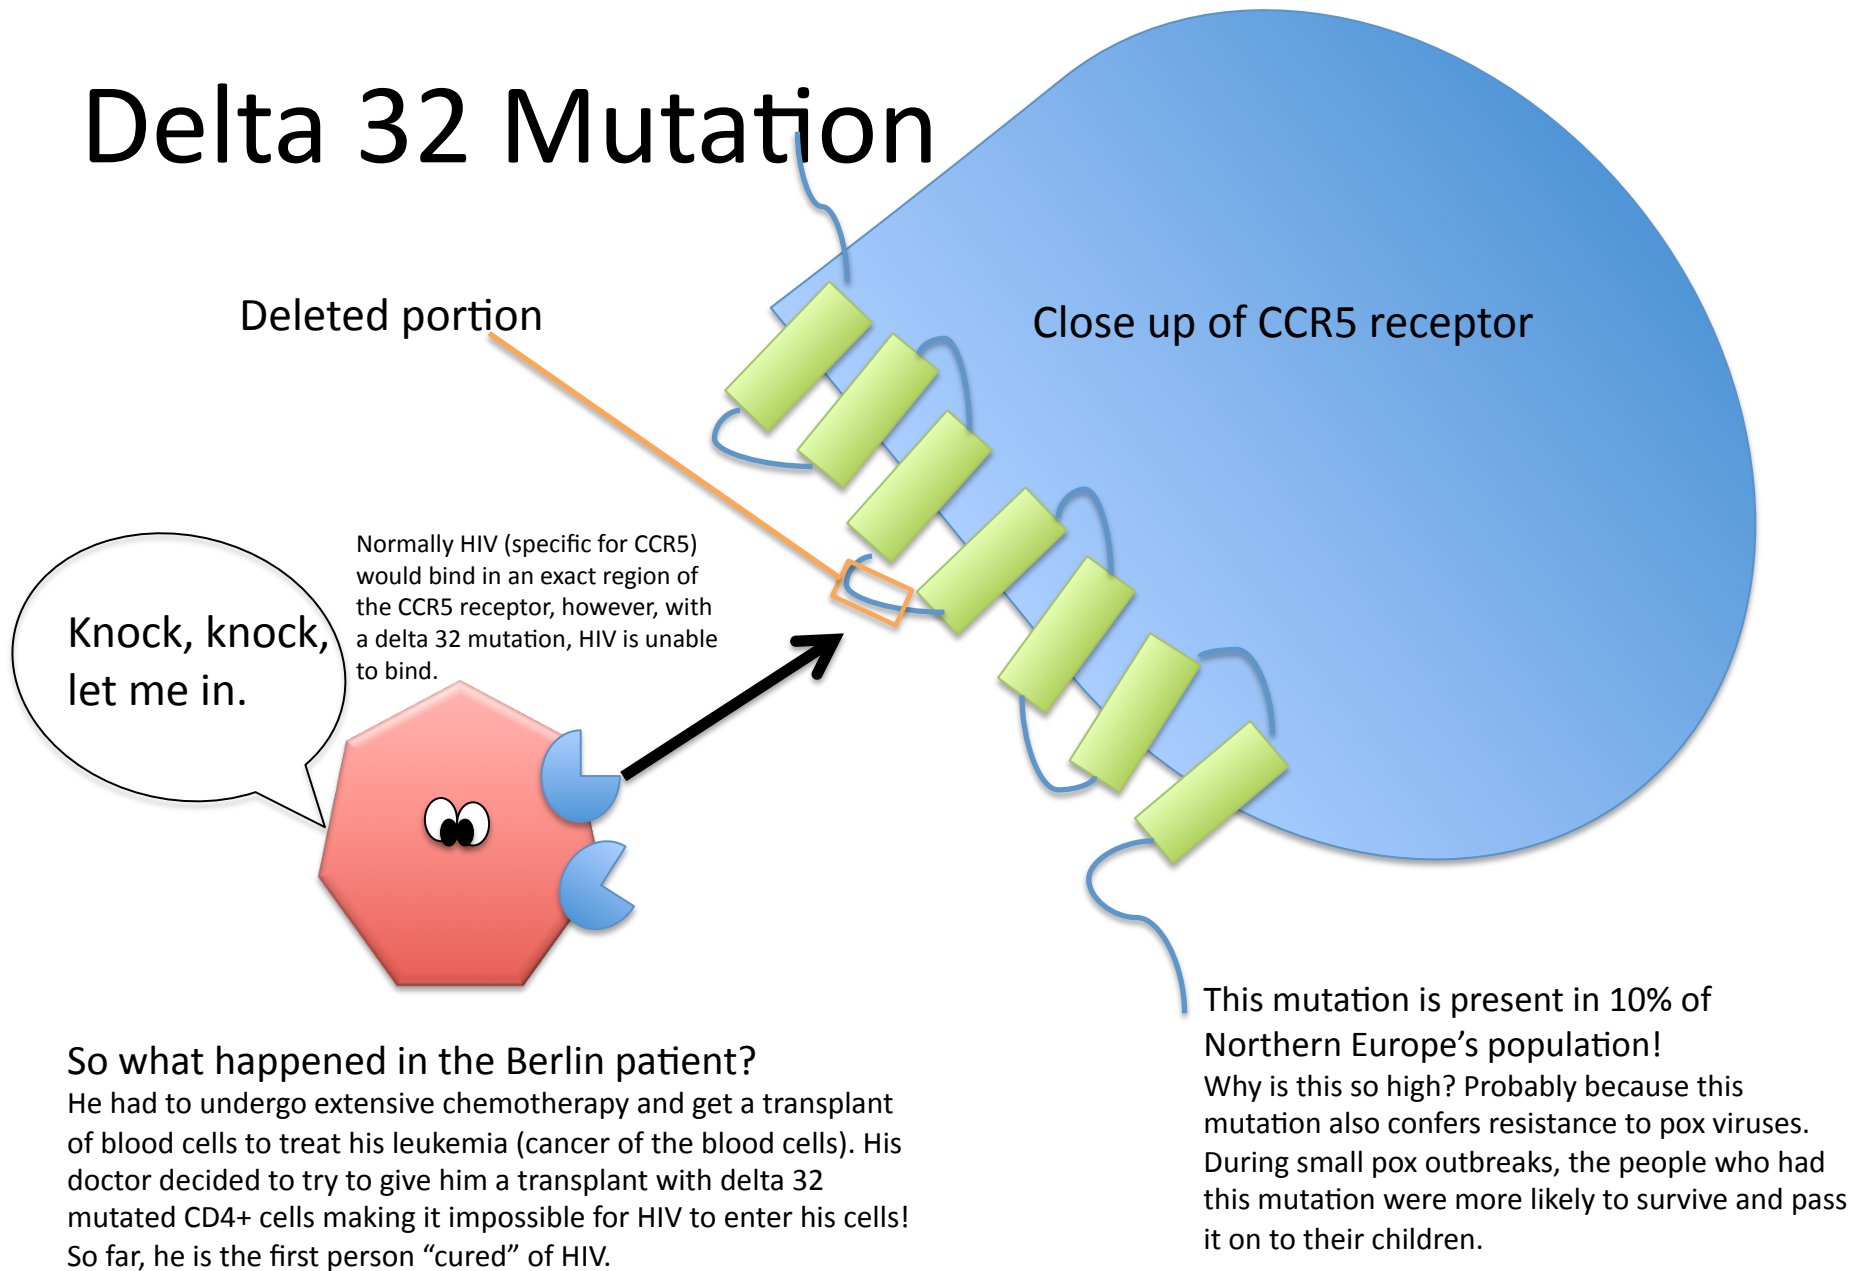 Delta 32 Mutation
Deleted portion
Close up of CCR5 receptor
Normally HIV (specific for CCR5)
would bind in an exact region of
the CCR5 receptor, however, with
a delta 32 mutation, HIV is unable
to bind.
Knock, knock,
let me in.
So what happened in the Berlin patient?
He had to undergo extensive chemotherapy and get a transplant
of blood cells to treat his leukemia (cancer of the blood cells). His
doctor decided to try to give him a transplant with delta 32
mutated CD4+ cells making it impossible for HIV to enter his cells!
So far, he is the first person “cured” of HIV.
This mutation is present in 10% of
Northern Europe’s population!
Why is this so high? Probably because this
mutation also confers resistance to pox viruses.
During small pox outbreaks, the people who had
this mutation were more likely to survive and pass
it on to their children.